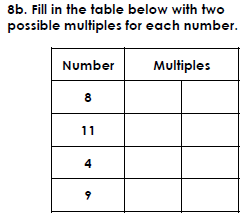 8b. Fill in the table below with two
possible multiples for each number.
Number Multiples
8
11
4
9